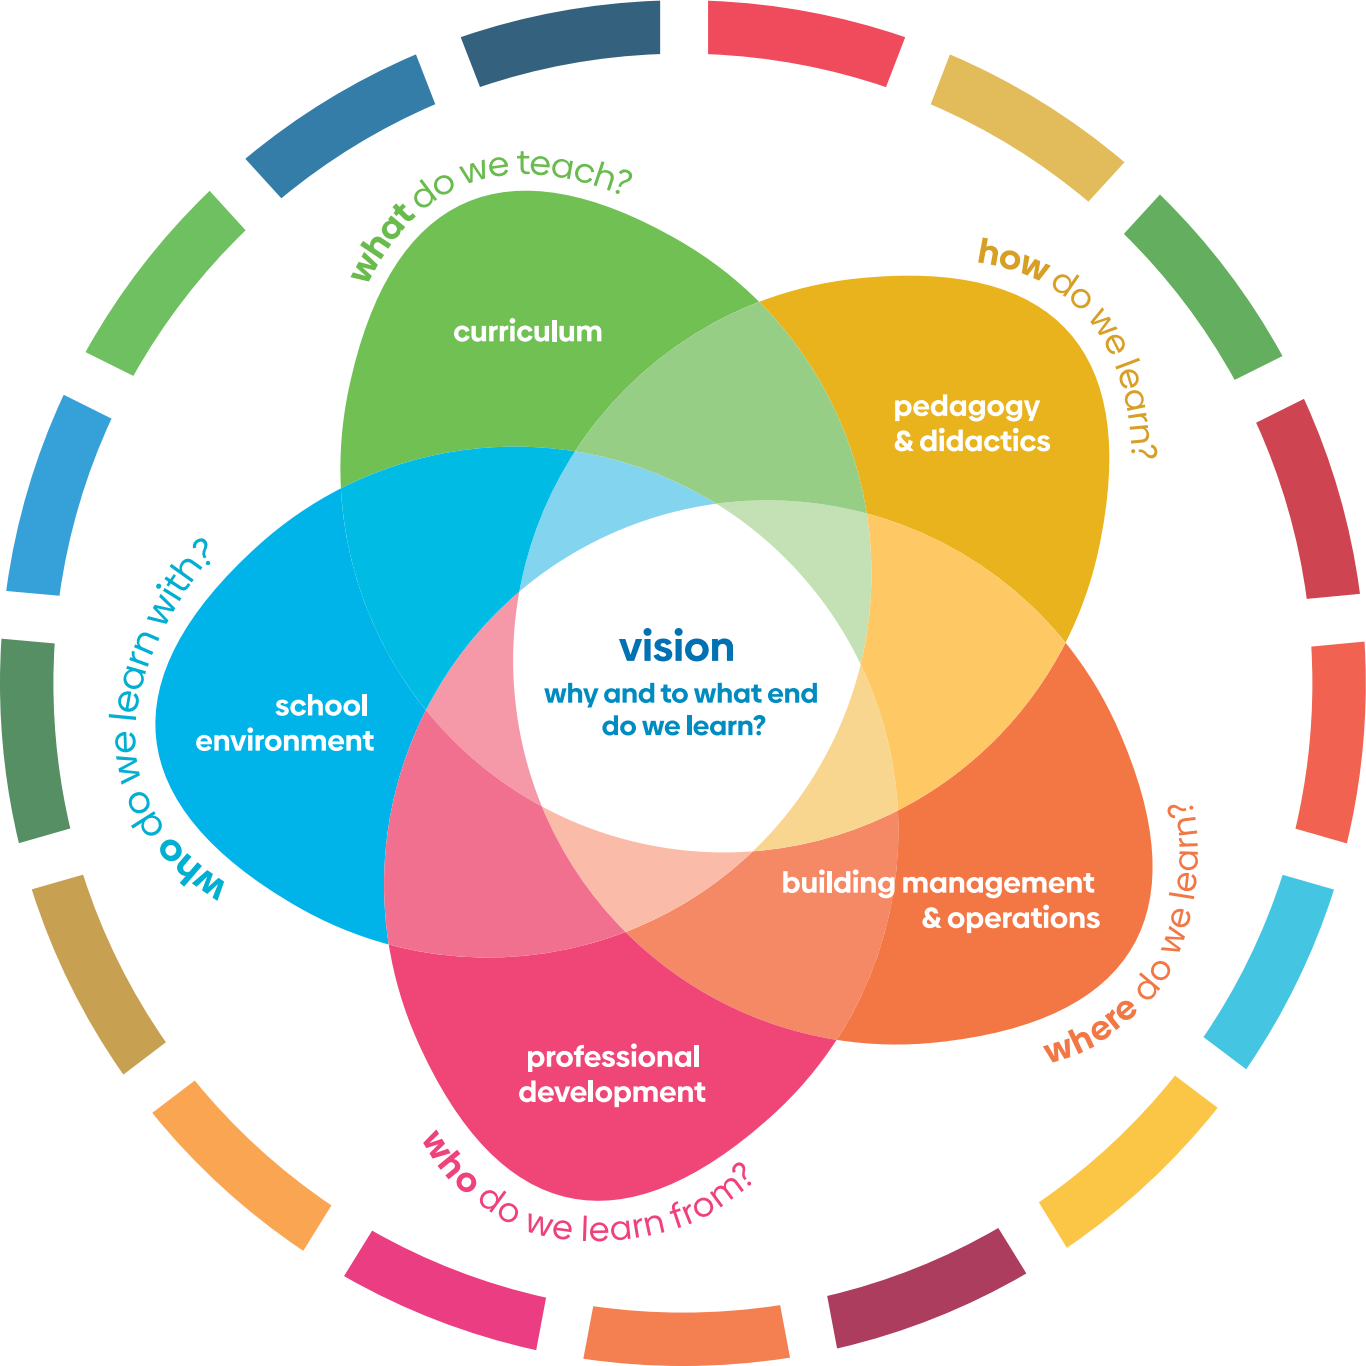 what do we teach?
curriculum
how do we learn?
pedagogy
& didactics
vision
why and to what end
do we learn?
who do we learn with?
school
environment
building management
& operations
where do we learn?
professional
development
who do we learn from?